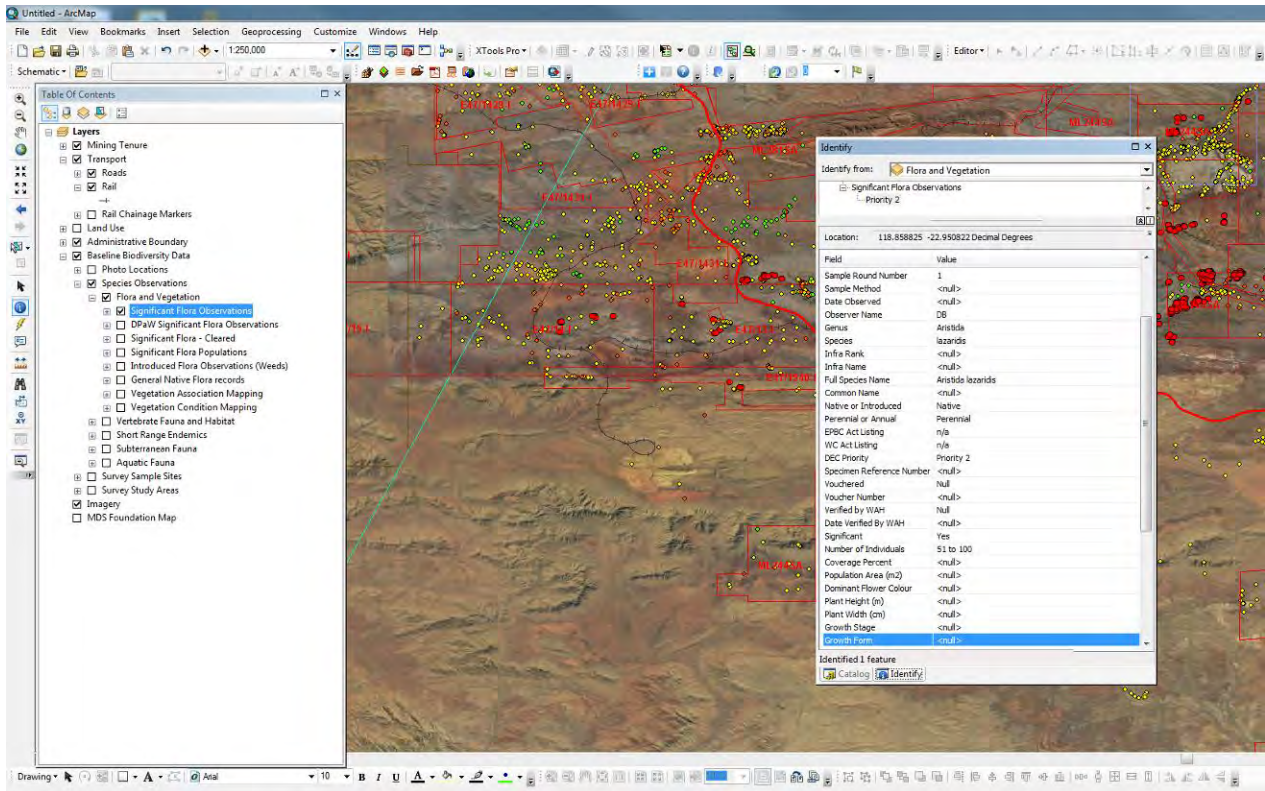 Untitled - ArcMap
File Edit View Bookmarks Insert Selection Geoprocessing Customize Windows Help
1:250,000 XTools Pro Editor
Schematic
Table Of Contents
Layers
Mining Tenure
Transport
Roads
Rail
Rail Chainage Markers
Land Use
Administrative Boundary
Baseline Biodiversity Data
Photo Locations
Species Observations
Flora and Vegetation
Significant Flora Observations
DPaW Significant Flora Observations
Significant Flora - Cleared
Significant Flora Populations
Introduced Flora Observations (Weeds)
General Native Flora records
Vegetation Association Mapping
Vegetation Condition Mapping
Vertebrate Fauna and Habitat
Short Range Endemics
Subterranean Fauna
Aquatic Fauna
Survey Sample Sites
Survey Study Areas
Imagery
MDS Foundation Map
Identify
Identify from: Flora and Vegetation
Significant Flora Observations
Priority 2
Location: 118.858825 -22.950822 Decimal Degrees
Field Value
Sample Round Number 1
Sample Method <null>
Date Observed <null>
Observer Name DB
Genus Aristida
Species lazaridis
Infra Rank <null>
Infra Name <null>
Full Species Name Aristida lazaridis
Common Name <null>
Native or Introduced Native
Perennial or Annual Perennial
EPBC Act Listing n/a
WC Act Listing n/a
DEC Priority Priority 2
Specimen Reference Number <null>
Vouchered Null
Voucher Number <null>
Verified by WAH Null
Date Verified By WAH <null>
Significant Yes
Number of Individuals 51 to 100
Coverage Percent <null>
Population Area (m2) <null>
Dominant Flower Colour <null>
Plant Height (m) <null>
Plant Width (cm) <null>
Growth Stage <null>
Growth Form <null>
Identified 1 feature
Catalog Identify
Drawing A Arial 10 B I U A